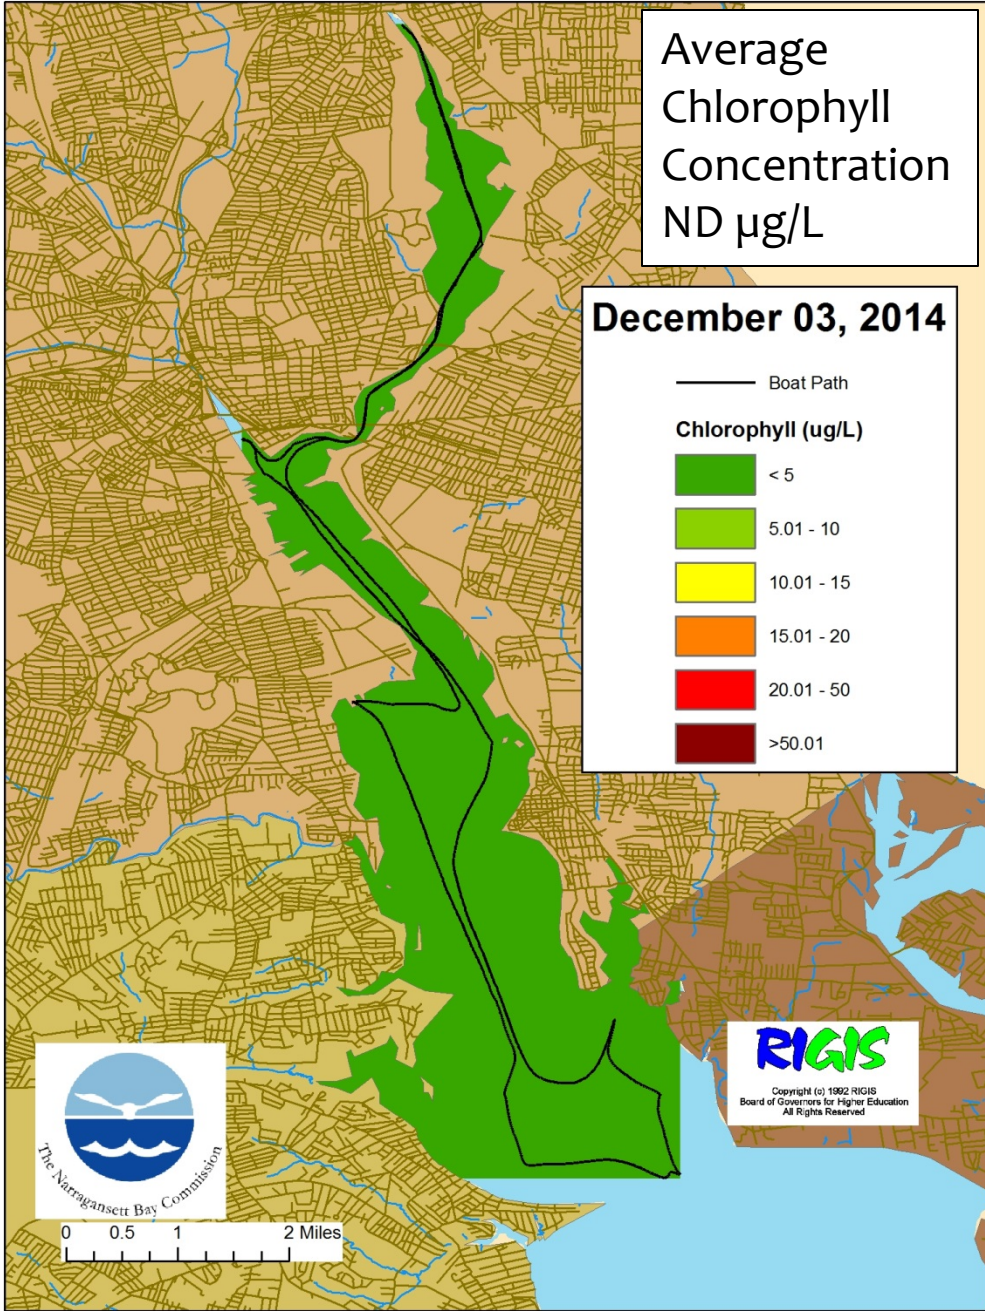 Average
Chlorophyll
Concentration
ND µg/L
December 03, 2014
Boat Path
Chlorophyll (ug/L)
< 5
5.01 - 10
10.01 - 15
15.01 - 20
20.01 - 50
>50.01
RIGIS
Copyright (c) 1992 RIGIS
Board of Governors for Higher Education
All Rights Reserved
The Narragansett Bay Commission
0 0.5 1 2 Miles